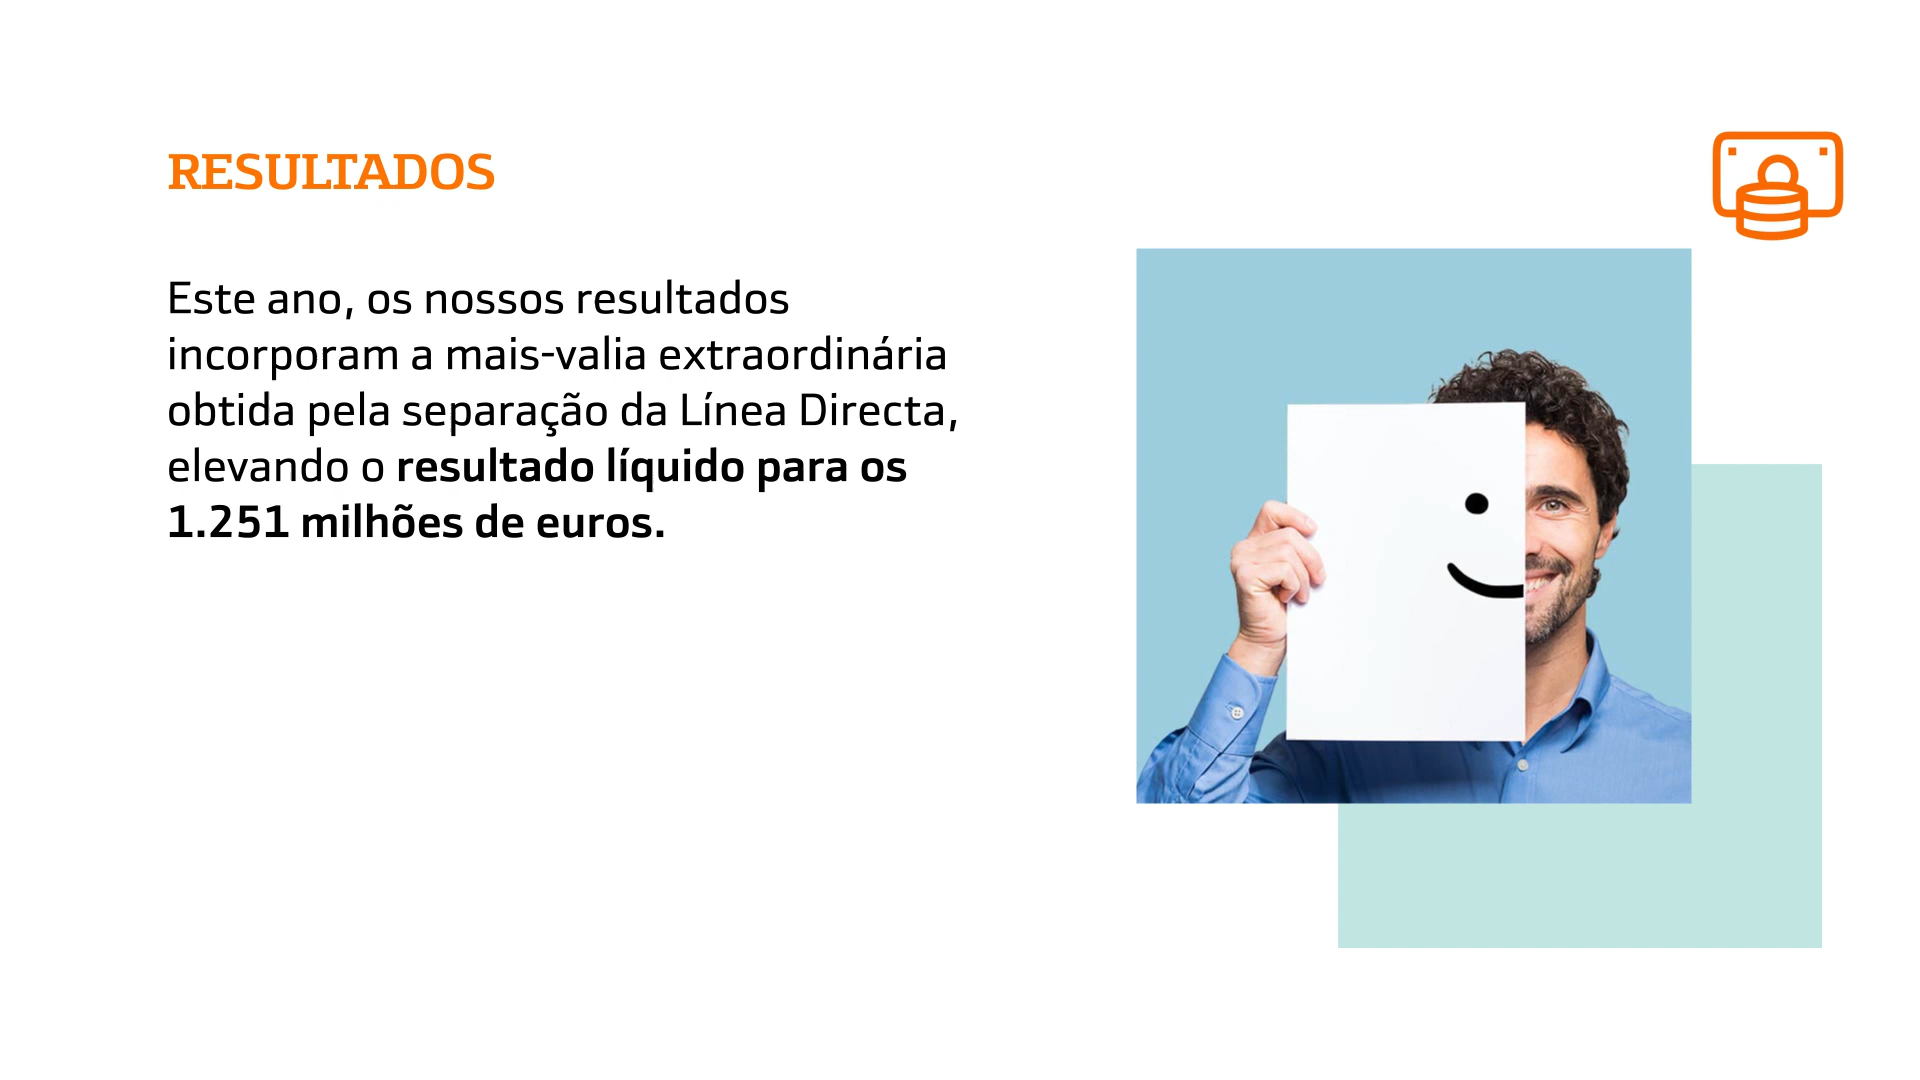 RESULTADOS
Este ano, os nossos resultados
incorporam a mais-valia extraordinária
obtida pela separação da Línea Directa,
elevando o resultado líquido para os
1.251 milhões de euros.